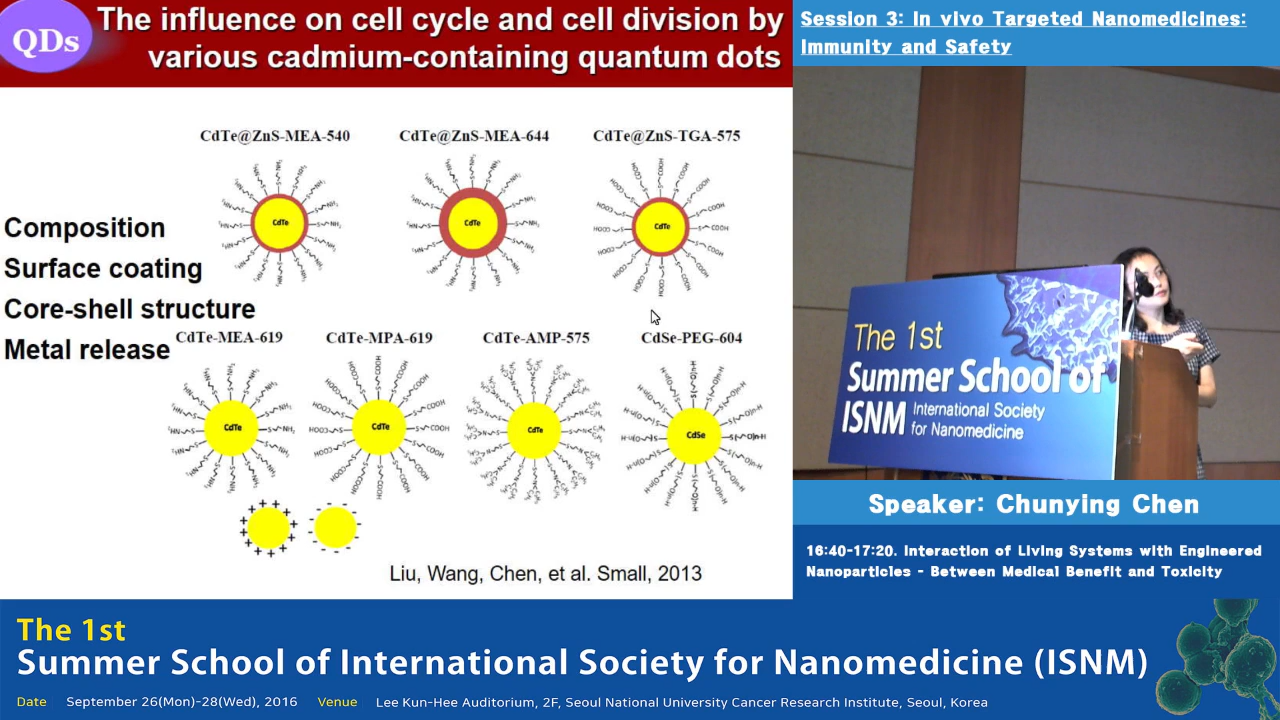 QDs
The influence on cell cycle and cell division by
various cadmium-containing quantum dots
Session 3: In vivo Targeted Nanomedicines:
Immunity and Safety
CdTe@ZnS-MEA-540
CdTe@ZnS-MEA-644
CdTe@ZnS-TGA-575
CdTe
CdTe
CdTe
Composition
Surface coating
Core-shell structure
Metal release
CdTe-MEA-619
CdTe-MPA-619
CdTe-AMP-575
CdSe-PEG-604
CdTe
CdTe
CdTe
CdSe
Liu, Wang, Chen, et al. Small, 2013
The 1st
Summer School of
ISNM International Society
for Nanomedicine
Speaker: Chunying Chen
16:40-17:20. Interaction of Living Systems with Engineered
Nanoparticles - Between Medical Benefit and Toxicity
The 1st
Summer School of International Society for Nanomedicine (ISNM)
Date September 26(Mon)-28(Wed), 2016 Venue Lee Kun-Hee Auditorium, 2F, Seoul National University Cancer Research Institute, Seoul, Korea